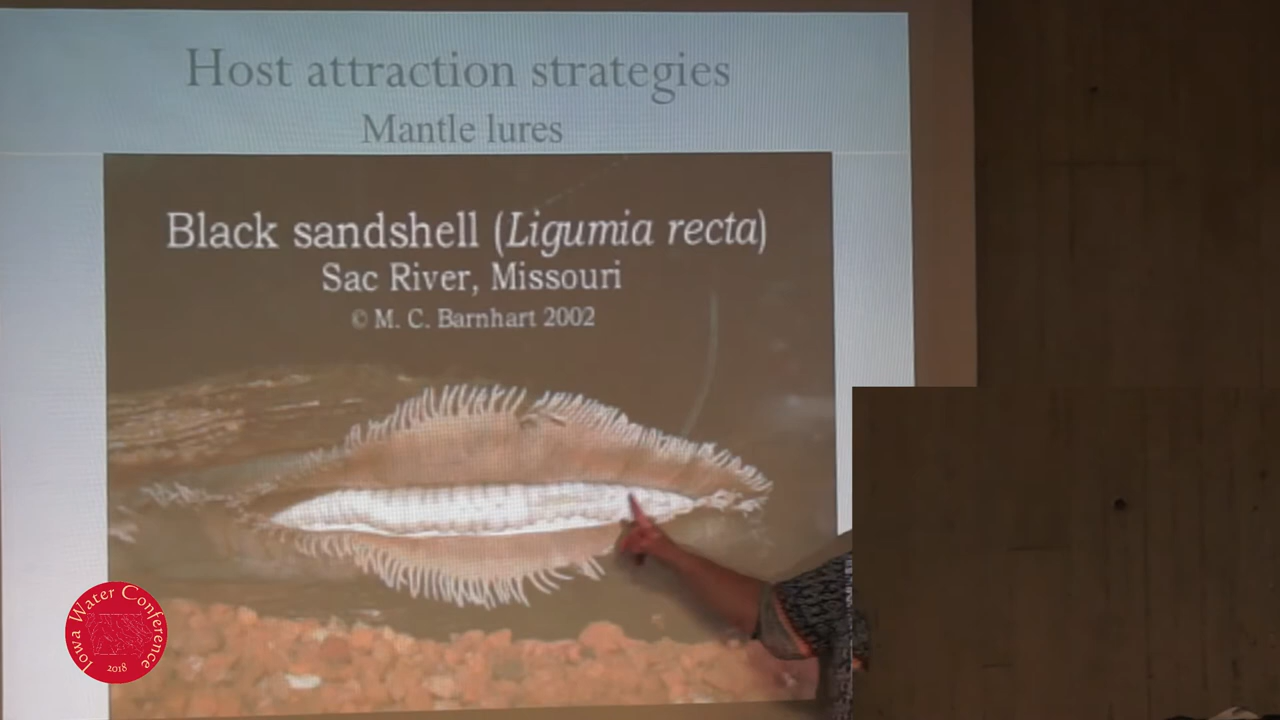 Host attraction strategies
Mantle lures
Black sandshell (Ligumia recta)
Sac River, Missouri
© M. C. Barnhart 2002
Iowa Water Conference
2018